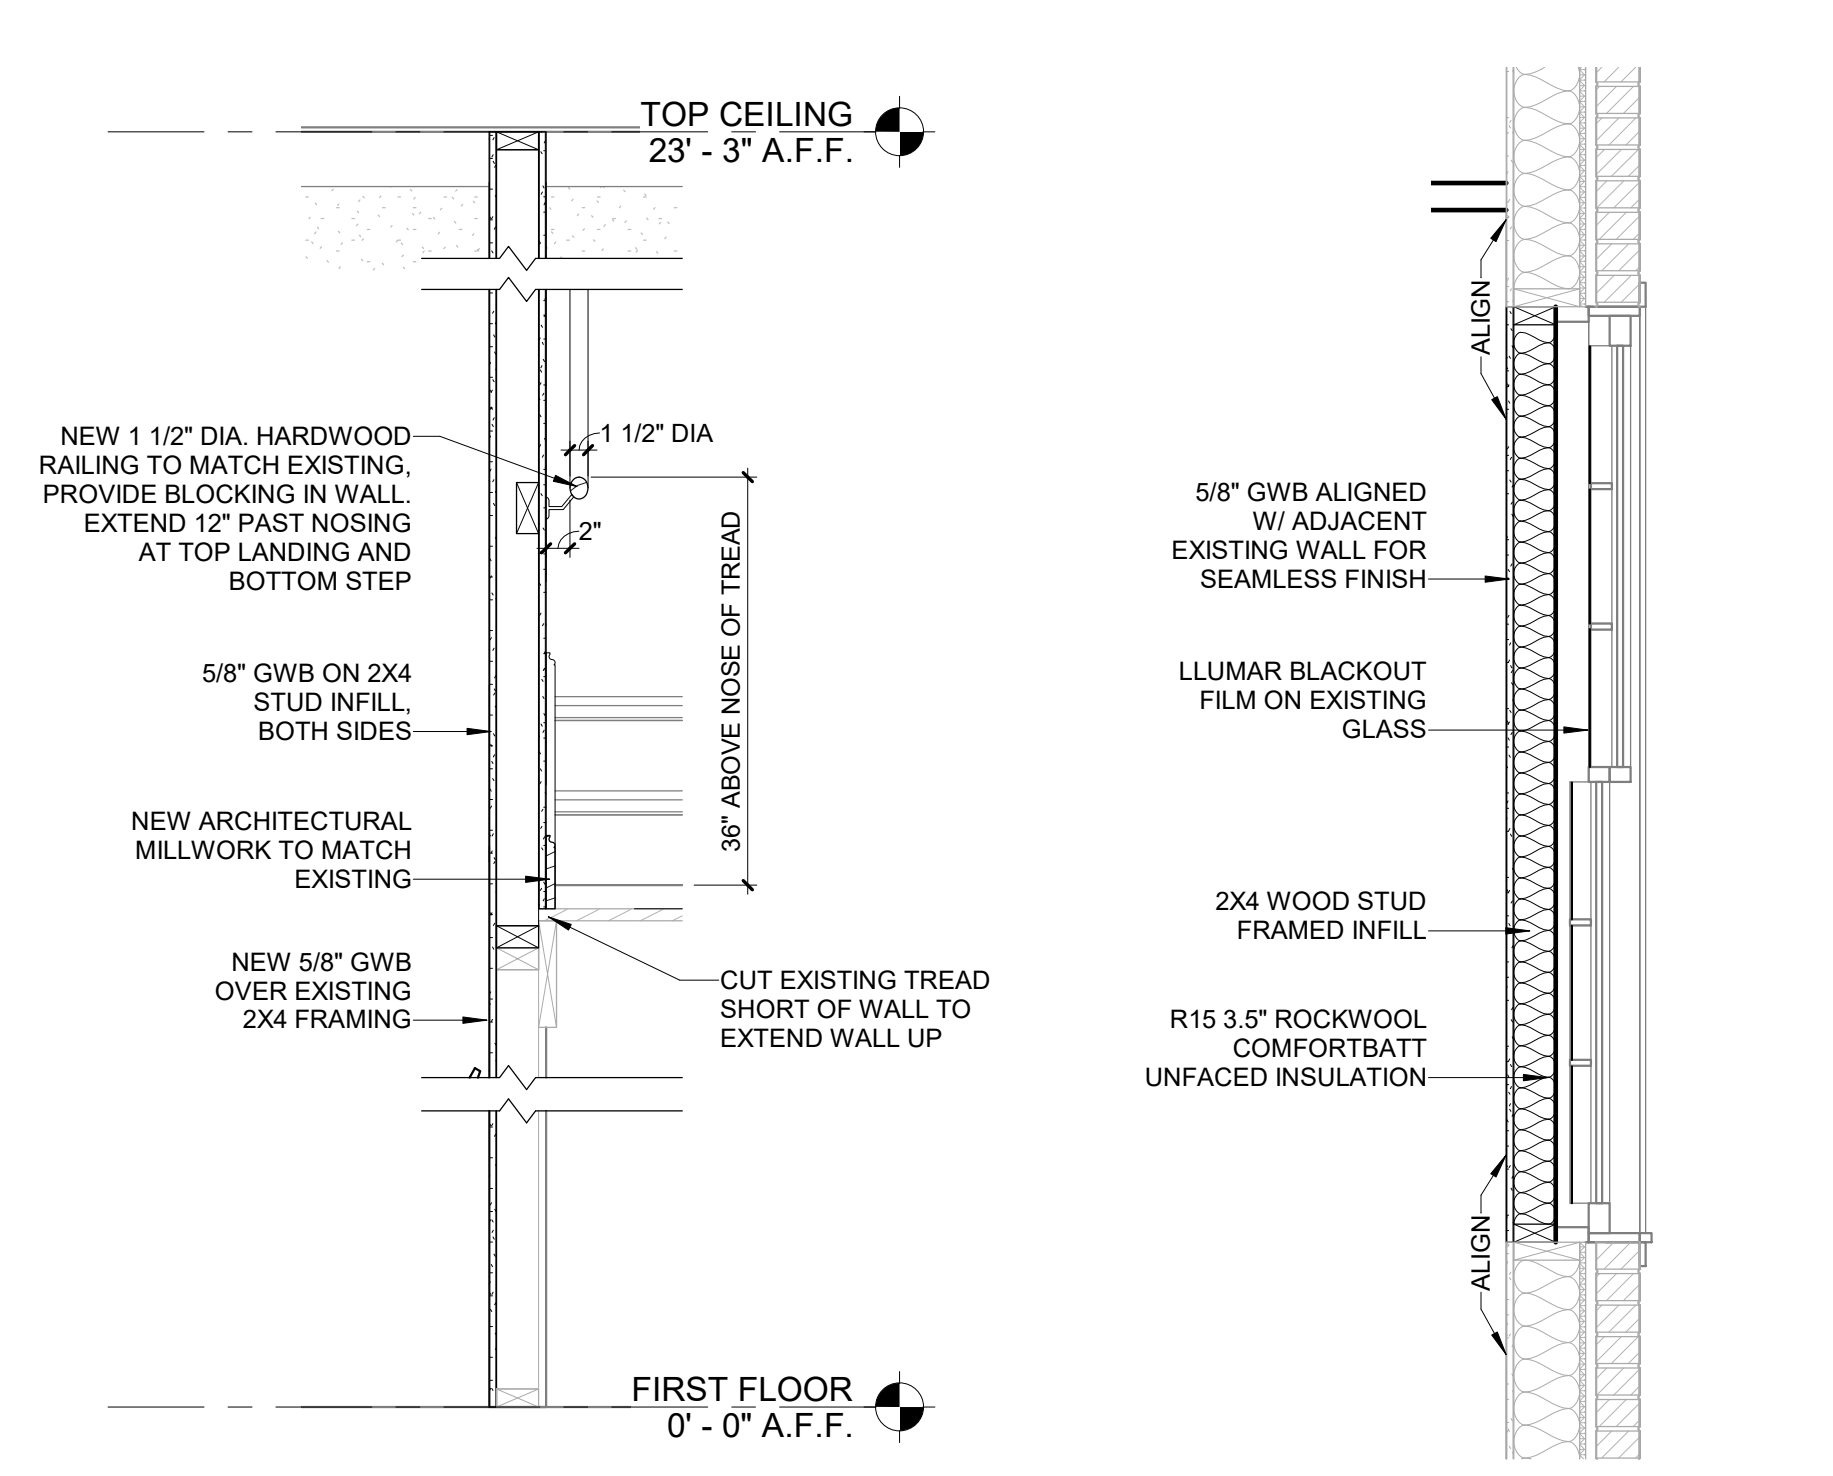 TOP CEILING
23' - 3" A.F.F.
NEW 1 1/2" DIA. HARDWOOD
RAILING TO MATCH EXISTING,
PROVIDE BLOCKING IN WALL.
EXTEND 12" PAST NOSING
AT TOP LANDING AND
BOTTOM STEP
1 1/2" DIA
2"
36" ABOVE NOSE OF TREAD
5/8" GWB ON 2X4
STUD INFILL,
BOTH SIDES
NEW ARCHITECTURAL
MILLWORK TO MATCH
EXISTING
NEW 5/8" GWB
OVER EXISTING
2X4 FRAMING
CUT EXISTING TREAD
SHORT OF WALL TO
EXTEND WALL UP
FIRST FLOOR
0' - 0" A.F.F.
ALIGN
5/8" GWB ALIGNED
W/ ADJACENT
EXISTING WALL FOR
SEAMLESS FINISH
LLUMAR BLACKOUT
FILM ON EXISTING
GLASS
2X4 WOOD STUD
FRAMED INFILL
R15 3.5" ROCKWOOL
COMFORTBATT
UNFACED INSULATION
ALIGN